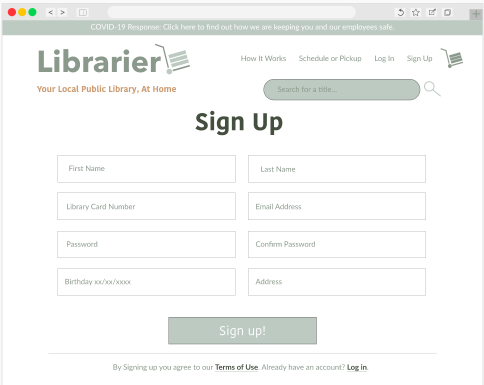 COVID-19 Response: Click here to find out how we are keeping you and our employees safe.
Librarier
How It Works Schedule or Pickup Log In Sign Up
Your Local Public Library, At Home
Search for a title...
Sign Up
First Name Last Name
Library Card Number Email Address
Password Confirm Password
Birthday xx/xx/xxxx Address
Sign up!
By Signing up you agree to our Terms of Use. Already have an account? Log in.